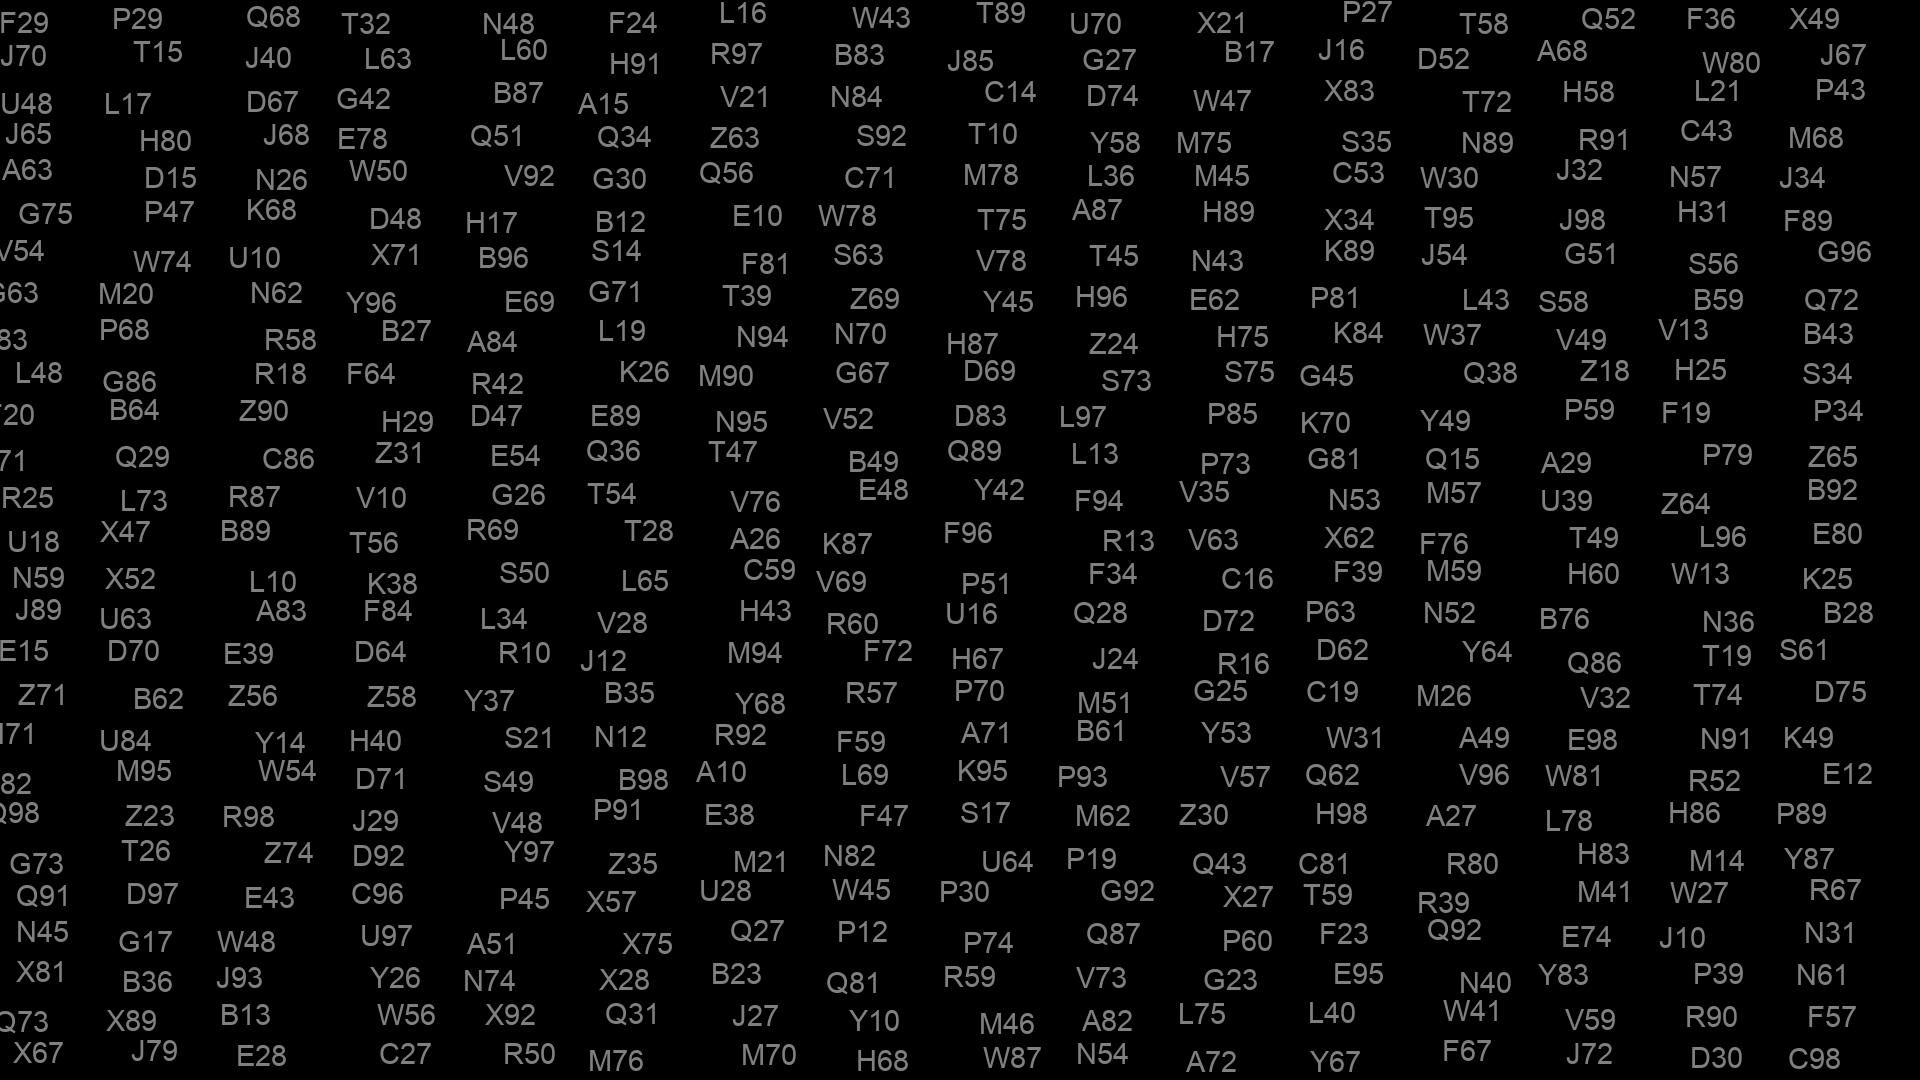 F29 P29 Q68 T32 N48 F24 L16 W43 T89 U70 X21 P27 T58 Q52 F36 X49
J70 T15 J40 L63 L60 H91 R97 B83 J85 G27 B17 J16 D52 A68 W80 J67
U48 L17 D67 G42 B87 A15 V21 N84 C14 D74 W47 X83 T72 H58 L21 P43
J65 H80 J68 E78 Q51 Q34 Z63 S92 T10 Y58 M75 S35 N89 R91 C43 M68
A63 D15 N26 W50 V92 G30 Q56 C71 M78 L36 M45 C53 W30 J32 N57 J34
G75 P47 K68 D48 H17 B12 E10 W78 T75 A87 H89 X34 T95 J98 H31 F89
V54 W74 U10 X71 B96 S14 F81 S63 V78 T45 N43 K89 J54 G51 S56 G96
G63 M20 N62 Y96 E69 G71 T39 Z69 Y45 H96 E62 P81 L43 S58 B59 Q72
83 P68 R58 B27 A84 L19 N94 N70 H87 Z24 H75 K84 W37 V49 V13 B43
L48 G86 R18 F64 R42 K26 M90 G67 D69 S73 S75 G45 Q38 Z18 H25 S34
20 B64 Z90 H29 D47 E89 N95 V52 D83 L97 P85 K70 Y49 P59 F19 P34
71 Q29 C86 Z31 E54 Q36 T47 B49 Q89 L13 P73 G81 Q15 A29 P79 Z65
R25 L73 R87 V10 G26 T54 V76 E48 Y42 F94 V35 N53 M57 U39 Z64 B92
U18 X47 B89 T56 R69 T28 A26 K87 F96 R13 V63 X62 F76 T49 L96 E80
N59 X52 L10 K38 S50 L65 C59 V69 P51 F34 C16 F39 M59 H60 W13 K25
J89 U63 A83 F84 L34 V28 H43 R60 U16 Q28 D72 P63 N52 B76 N36 B28
E15 D70 E39 D64 R10 J12 M94 F72 H67 J24 R16 D62 Y64 Q86 T19 S61
Z71 B62 Z56 Z58 Y37 B35 Y68 R57 P70 M51 G25 C19 M26 V32 T74 D75
71 U84 Y14 H40 S21 N12 R92 F59 A71 B61 Y53 W31 A49 E98 N91 K49
82 M95 W54 D71 S49 B98 A10 L69 K95 P93 V57 Q62 V96 W81 R52 E12
Q98 Z23 R98 J29 V48 P91 E38 F47 S17 M62 Z30 H98 A27 L78 H86 P89
G73 T26 Z74 D92 Y97 Z35 M21 N82 U64 P19 Q43 C81 R80 H83 M14 Y87
Q91 D97 E43 C96 P45 X57 U28 W45 P30 G92 X27 T59 R39 M41 W27 R67
N45 G17 W48 U97 A51 X75 Q27 P12 P74 Q87 P60 F23 Q92 E74 J10 N31
X81 B36 J93 Y26 N74 X28 B23 Q81 R59 V73 G23 E95 N40 Y83 P39 N61
Q73 X89 B13 W56 X92 Q31 J27 Y10 M46 A82 L75 L40 W41 V59 R90 F57
X67 J79 E28 C27 R50 M76 M70 H68 W87 N54 A72 Y67 F67 J72 D30 C98